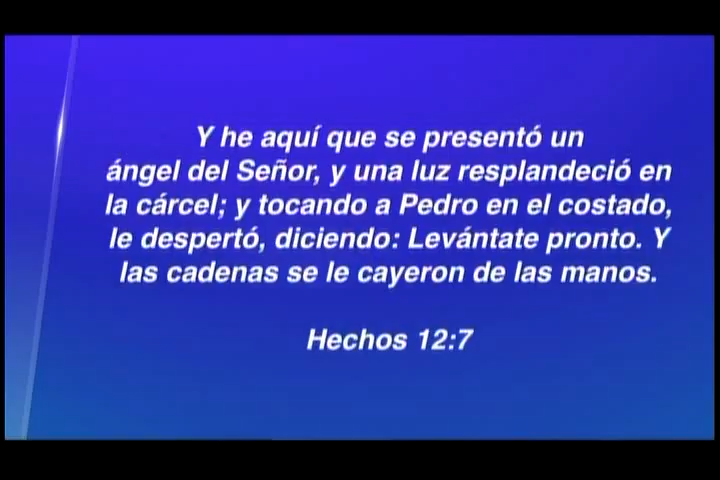 Y he aquí que se presentó un
ángel del Señor, y una luz resplandeció en
la cárcel; y tocando a Pedro en el costado,
le despertó, diciendo: Levántate pronto. Y
las cadenas se le cayeron de las manos.
Hechos 12:7